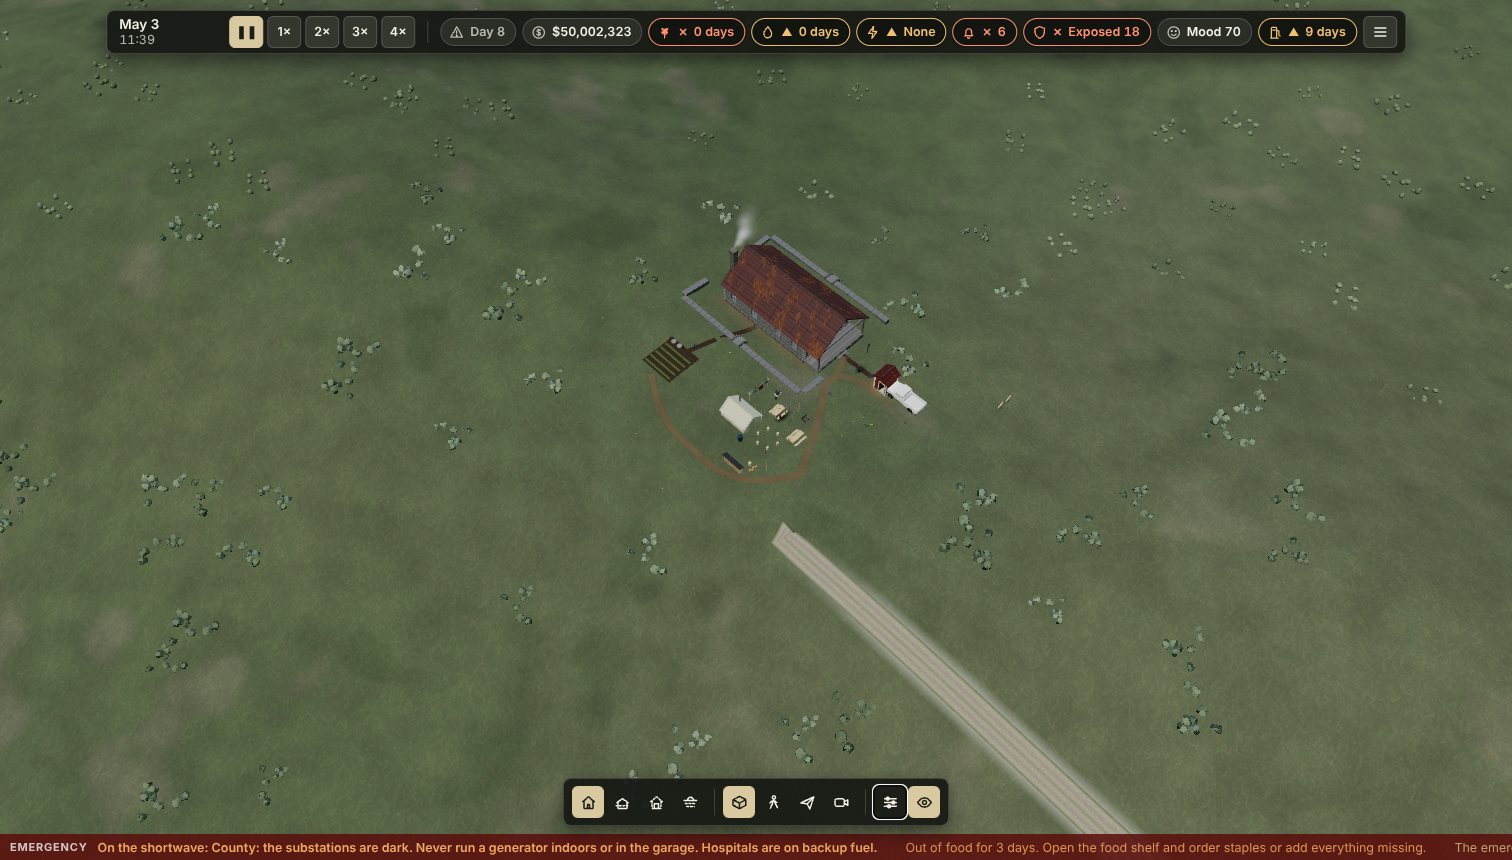 May 3
11:39
1×
2×
3×
4×
Day 8
$50,002,323
× 0 days
0 days
None
× 6
× Exposed 18
Mood 70
9 days
EMERGENCY On the shortwave: County: the substations are dark. Never run a generator indoors or in the garage. Hospitals are on backup fuel. Out of food for 3 days. Open the food shelf and order staples or add everything missing. The emer